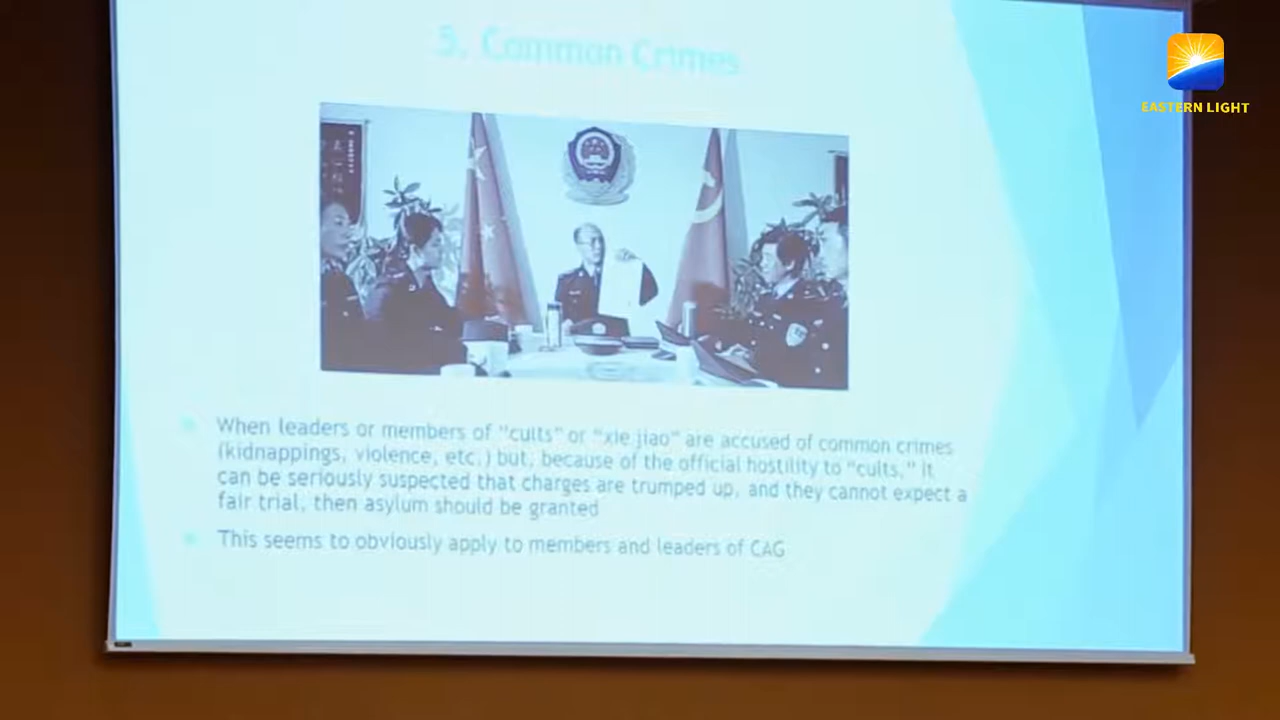 EASTERN LIGHT
5. Common Crimes
When leaders or members of "cults" or "xie jiao" are accused of common crimes
(kidnappings, violence, etc.) but, because of the official hostility to "cults," it
can be seriously suspected that charges are trumped up, and they cannot expect a
fair trial, then asylum should be granted
This seems to obviously apply to members and leaders of CAG